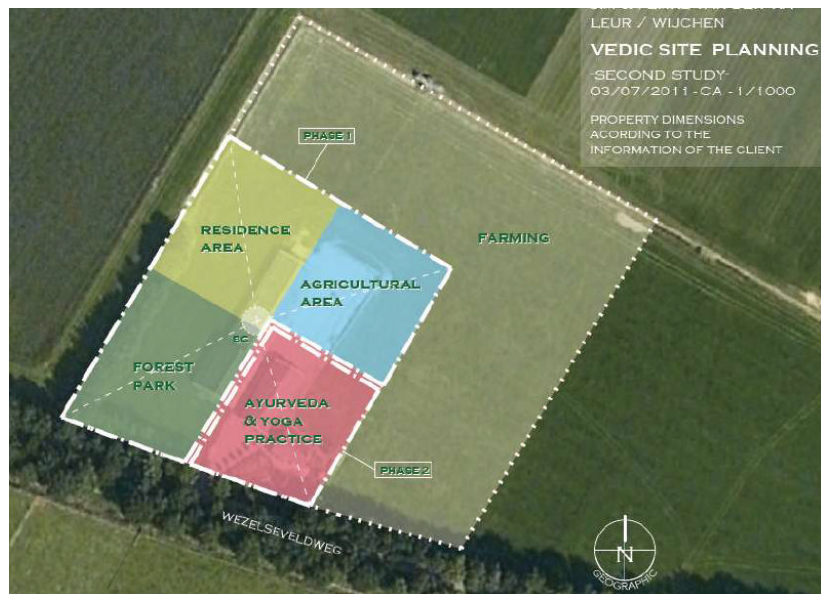 LEUR / WIJCHEN
VEDIC SITE PLANNING
-SECOND STUDY-
03/07/2011 - CA - 1/1000
PROPERTY DIMENSIONS
ACORDING TO THE
INFORMATION OF THE CLIENT
PHASE 1
RESIDENCE
AREA
FARMING
AGRICULTURAL
AREA
BC
FOREST
PARK
AYURVEDA
& YOGA
PRACTICE
PHASE 2
WEZELSEVELDWEG
N
GEOGRAPHIC